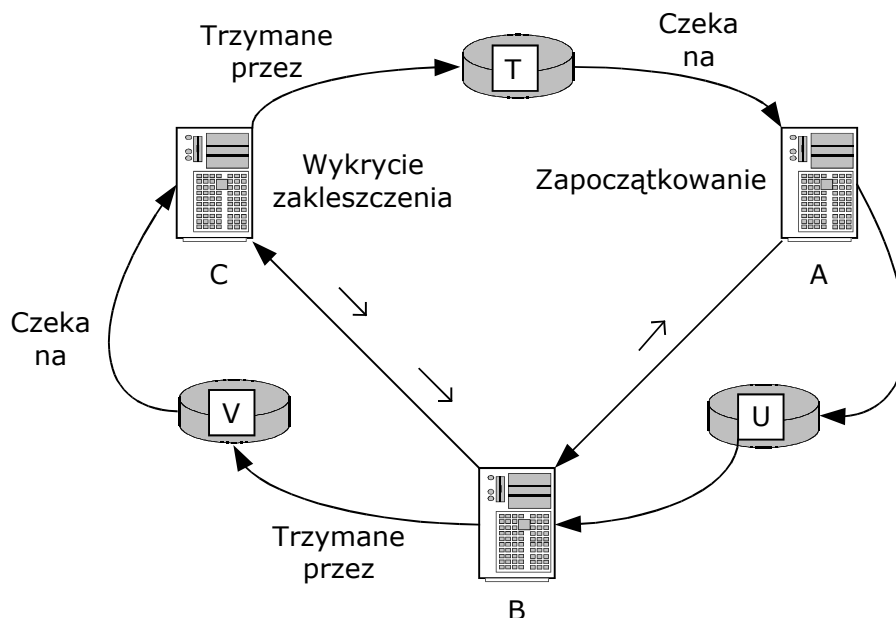 Trzymane
przez
T
Czeka
na
Wykrycie
zakleszczenia
Zapoczątkowanie
C
A
Czeka
na
V
U
Trzymane
przez
B